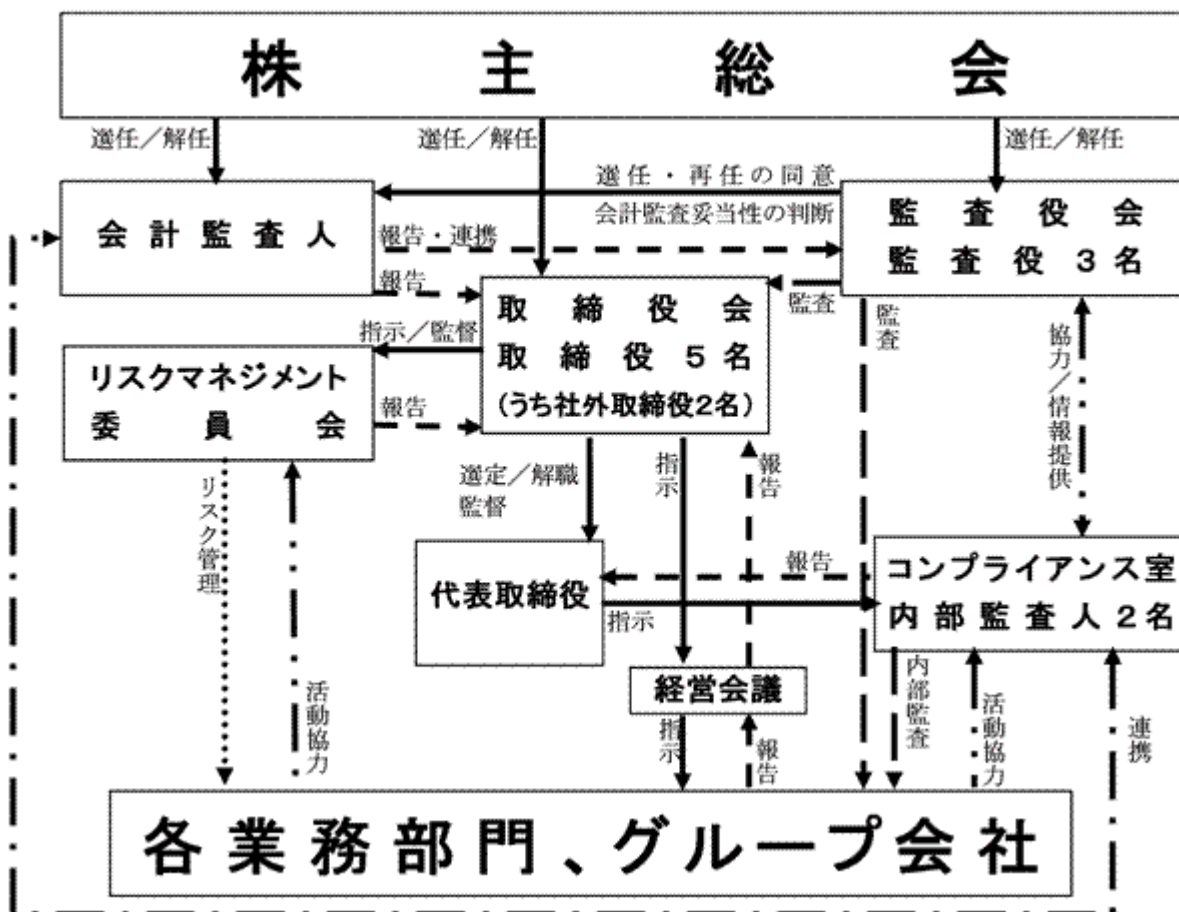 株主総会
選任／解任
選任／解任
選任／解任
選任・再任の同意
会計監査妥当性の判断
会計監査人
監査役会
監査役３名
報告・連携
報告
監査
監査
取締役会
取締役５名
(うち社外取締役2名)
指示／監督
リスクマネジメント
委員会
報告
協力／情報提供
選定／解職
監督
指示
報告
リスク管理
活動協力
代表取締役
報告
指示
コンプライアンス室
内部監査人２名
経営会議
指示
報告
内部監査
活動協力
連携
各業務部門、グループ会社